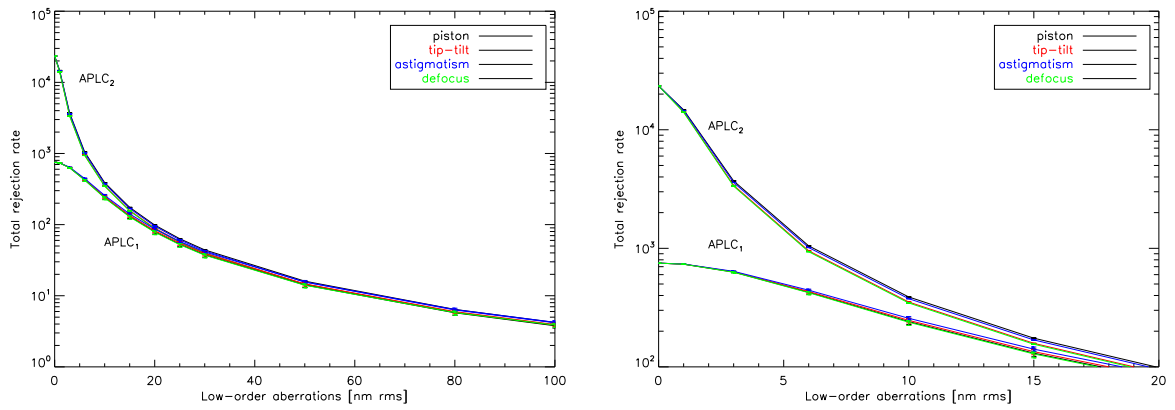 10⁵
10⁴
10³
10²
10¹
10⁰
Total rejection rate
0 20 40 60 80 100
Low-order aberrations [nm rms]
APLC₂
APLC₁
piston
tip-tilt
astigmatism
defocus
10⁵
10⁴
10³
10²
Total rejection rate
0 5 10 15 20
Low-order aberrations [nm rms]
APLC₂
APLC₁
piston
tip-tilt
astigmatism
defocus